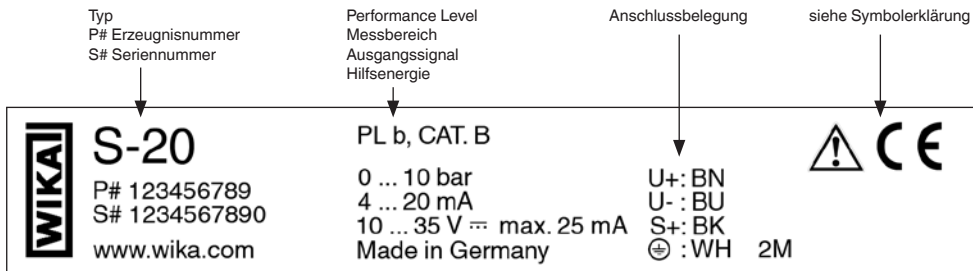 Typ
P# Erzeugnisnummer
S# Seriennummer
Performance Level
Messbereich
Ausgangssignal
Hilfsenergie
Anschlussbelegung
siehe Symbolerklärung
WIKA
S-20
P# 123456789
S# 1234567890
www.wika.com
PL b, CAT. B
0 ... 10 bar
4 ... 20 mA
10 ... 35 V ⎓ max. 25 mA
Made in Germany
U+: BN
U- : BU
S+: BK
⏚ : WH 2M
CE